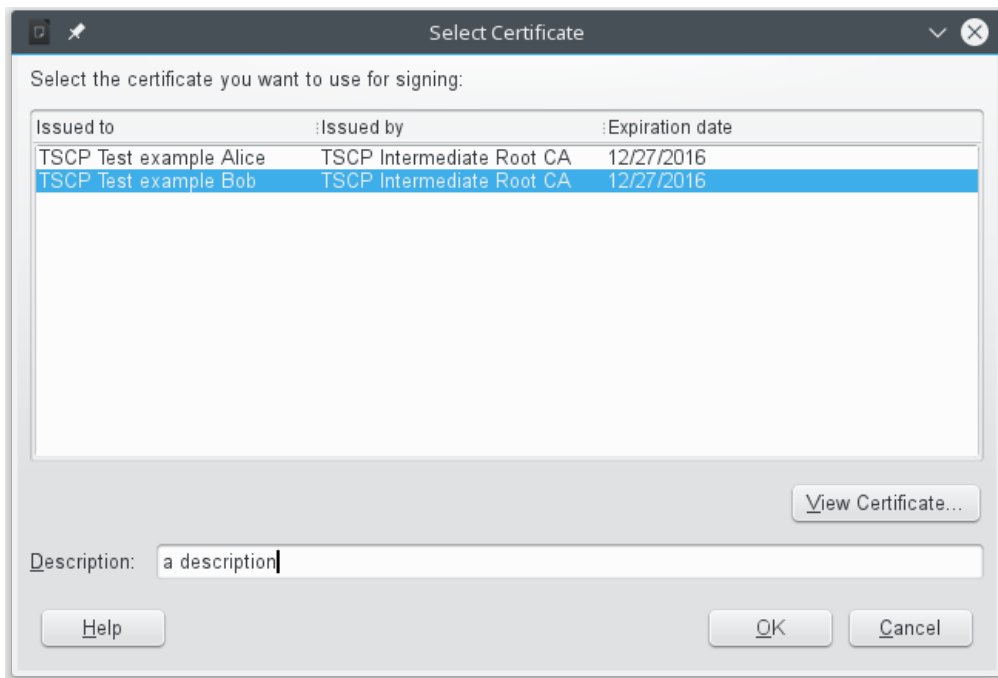 Select Certificate
Select the certificate you want to use for signing:
Issued to Issued by Expiration date
TSCP Test example Alice TSCP Intermediate Root CA 12/27/2016
TSCP Test example Bob TSCP Intermediate Root CA 12/27/2016
View Certificate...
Description: a description
Help OK Cancel